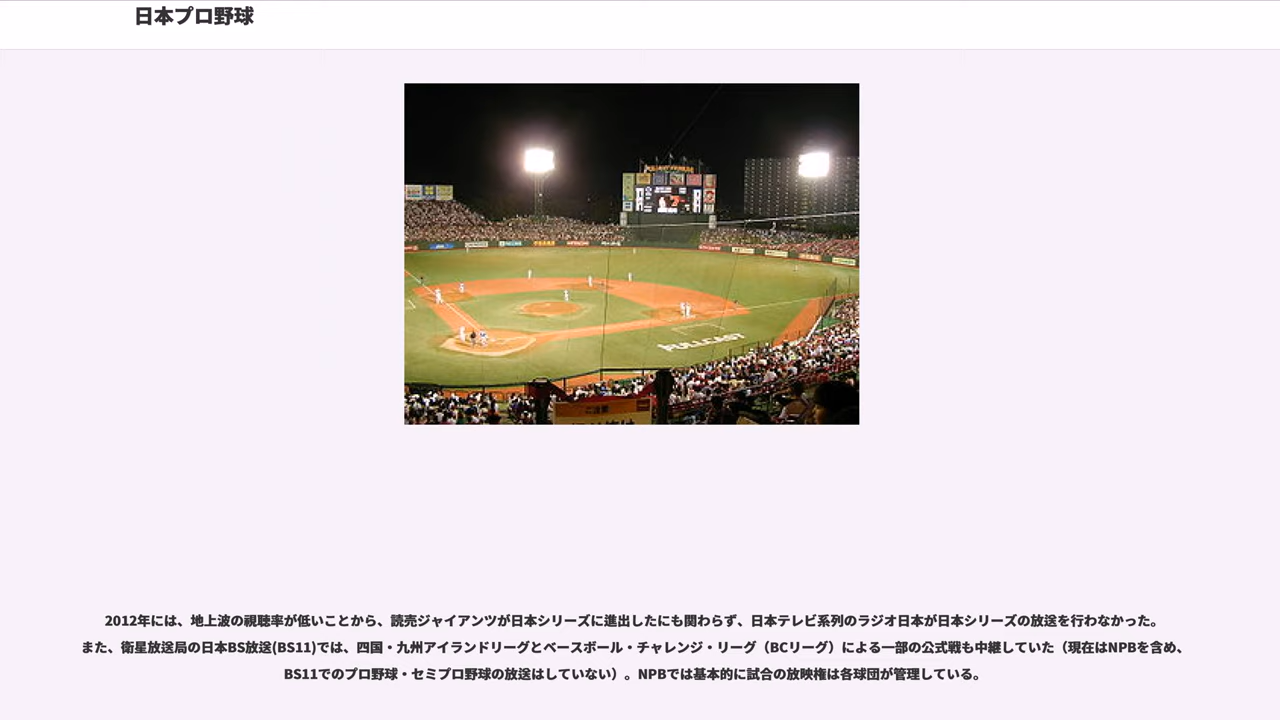 日本プロ野球
FULLCAST
ご注意
2012年には、地上波の視聴率が低いことから、読売ジャイアンツが日本シリーズに進出したにも関わらず、日本テレビ系列のラジオ日本が日本シリーズの放送を行わなかった。
また、衛星放送局の日本BS放送(BS11)では、四国・九州アイランドリーグとベースボール・チャレンジ・リーグ（BCリーグ）による一部の公式戦も中継していた（現在はNPBを含め、
BS11でのプロ野球・セミプロ野球の放送はしていない）。NPBでは基本的に試合の放映権は各球団が管理している。